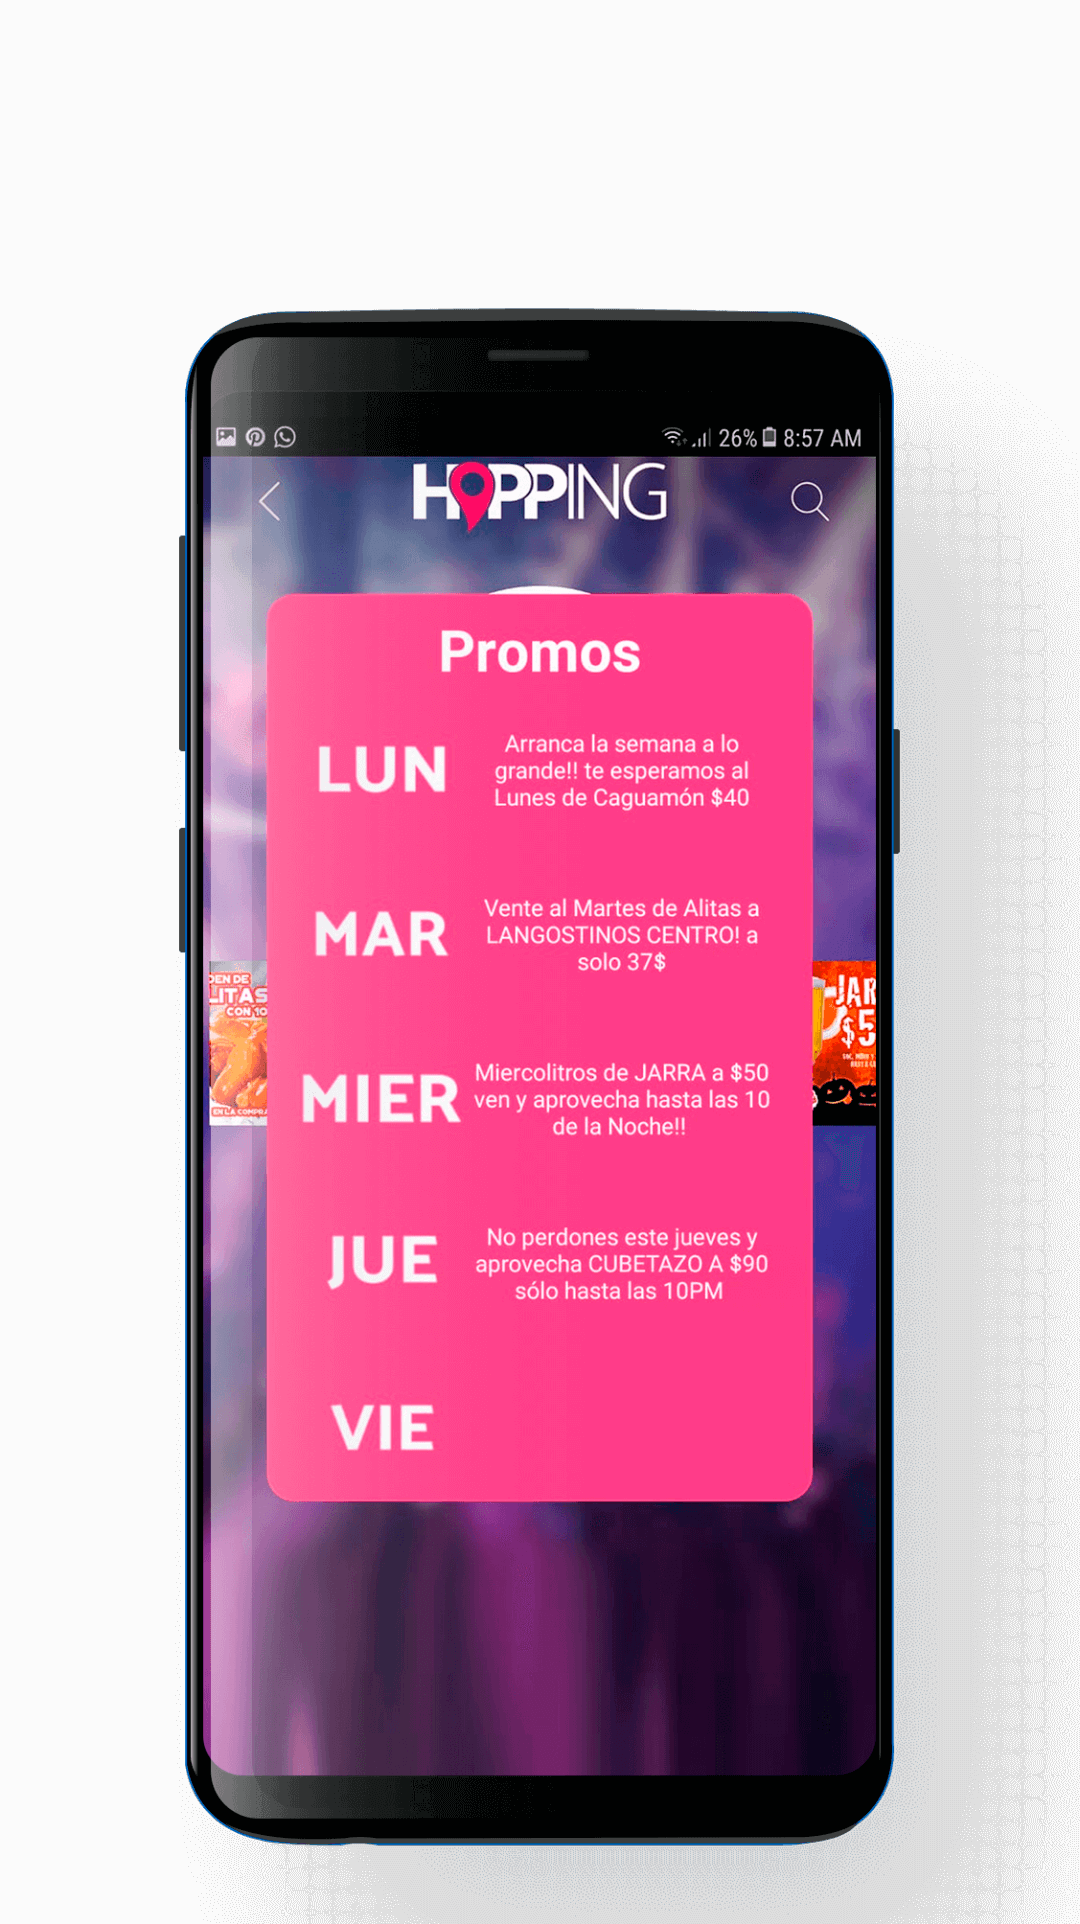 26% 8:57 AM
HOPPING
Promos
LUN
Arranca la semana a lo
grande!! te esperamos al
Lunes de Caguamón $40
MAR
Vente al Martes de Alitas a
LANGOSTINOS CENTRO! a
solo 37$
DEN DE
LITAS
CON 10
EN LA COMPRA
JAR
$5
MIER
Miercolitros de JARRA a $50
ven y aprovecha hasta las 10
de la Noche!!
JUE
No perdones este jueves y
aprovecha CUBETAZO A $90
sólo hasta las 10PM
VIE